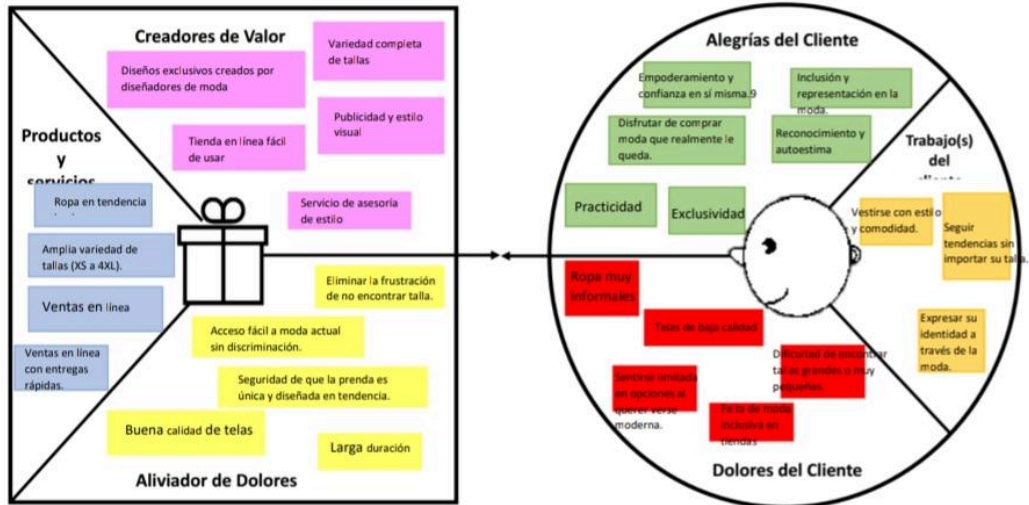 Creadores de Valor
Diseños exclusivos creados por
diseñadores de moda
Variedad completa
de tallas
Publicidad y estilo
visual
Tienda en línea fácil
de usar
Servicio de asesoría
de estilo
Productos
y
servicios
Ropa en tendencia
Amplia variedad de
tallas (XS a 4XL).
Ventas en línea
Ventas en línea
con entregas
rápidas.
Eliminar la frustración
de no encontrar talla.
Acceso fácil a moda actual
sin discriminación.
Seguridad de que la prenda es
única y diseñada en tendencia.
Buena calidad de telas
Larga duración
Aliviador de Dolores
Alegrías del Cliente
Empoderamiento y
confianza en sí misma.9
Inclusión y
representación en la
moda.
Disfrutar de comprar
moda que realmente le
queda.
Reconocimiento y
autoestima
Practicidad
Exclusividad
Trabajo(s)
del
Vestirse con estilo
y comodidad.
Seguir
tendencias sin
importar su talla.
Expresar su
identidad a
través de la
moda.
Ropa muy
informales
Telas de baja calidad
Dificultad de encontrar
tallas grandes o muy
pequeños.
Sentirse limitada
en opciones si
querer verse
moderna.
Falta de moda
inclusiva en
tiendas
Dolores del Cliente